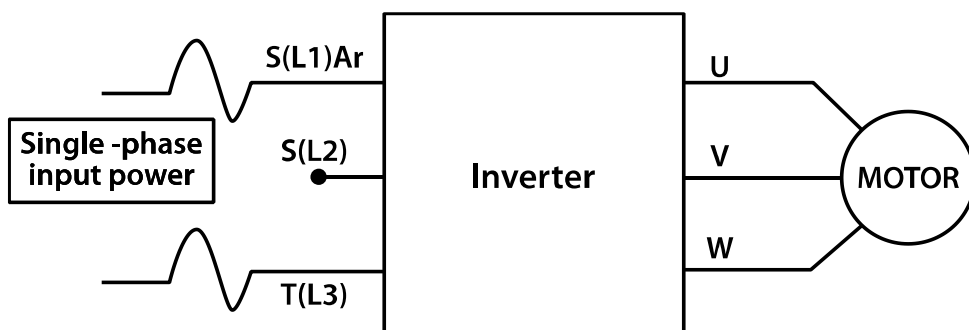 S(L1)Ar
Single -phase
input power
S(L2)
T(L3)
Inverter
U
V
W
MOTOR